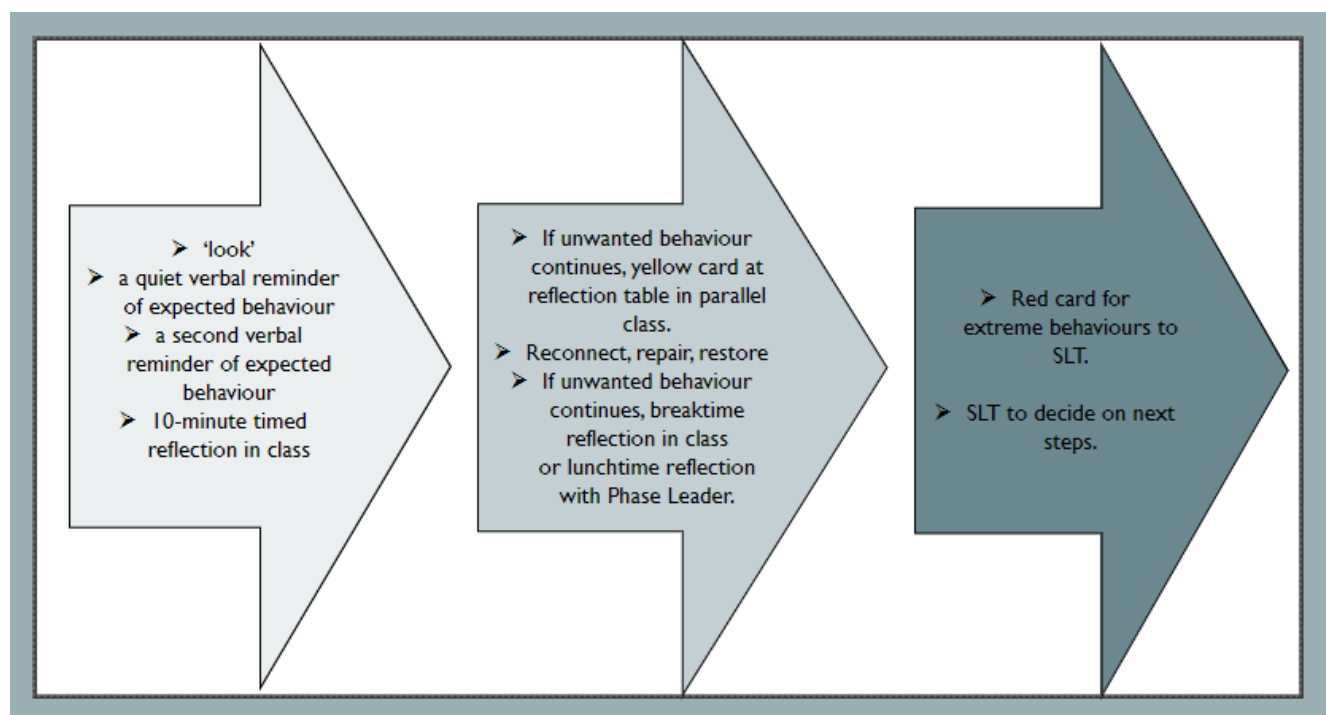 ➢ ‘look’
➢ a quiet verbal reminder
of expected behaviour
➢ a second verbal
reminder of expected
behaviour
➢ 10-minute timed
reflection in class
➢ If unwanted behaviour
continues, yellow card at
reflection table in parallel
class.
➢ Reconnect, repair, restore
➢ If unwanted behaviour
continues, breaktime
reflection in class
or lunchtime reflection
with Phase Leader.
➢ Red card for
extreme behaviours to
SLT.
➢ SLT to decide on next
steps.